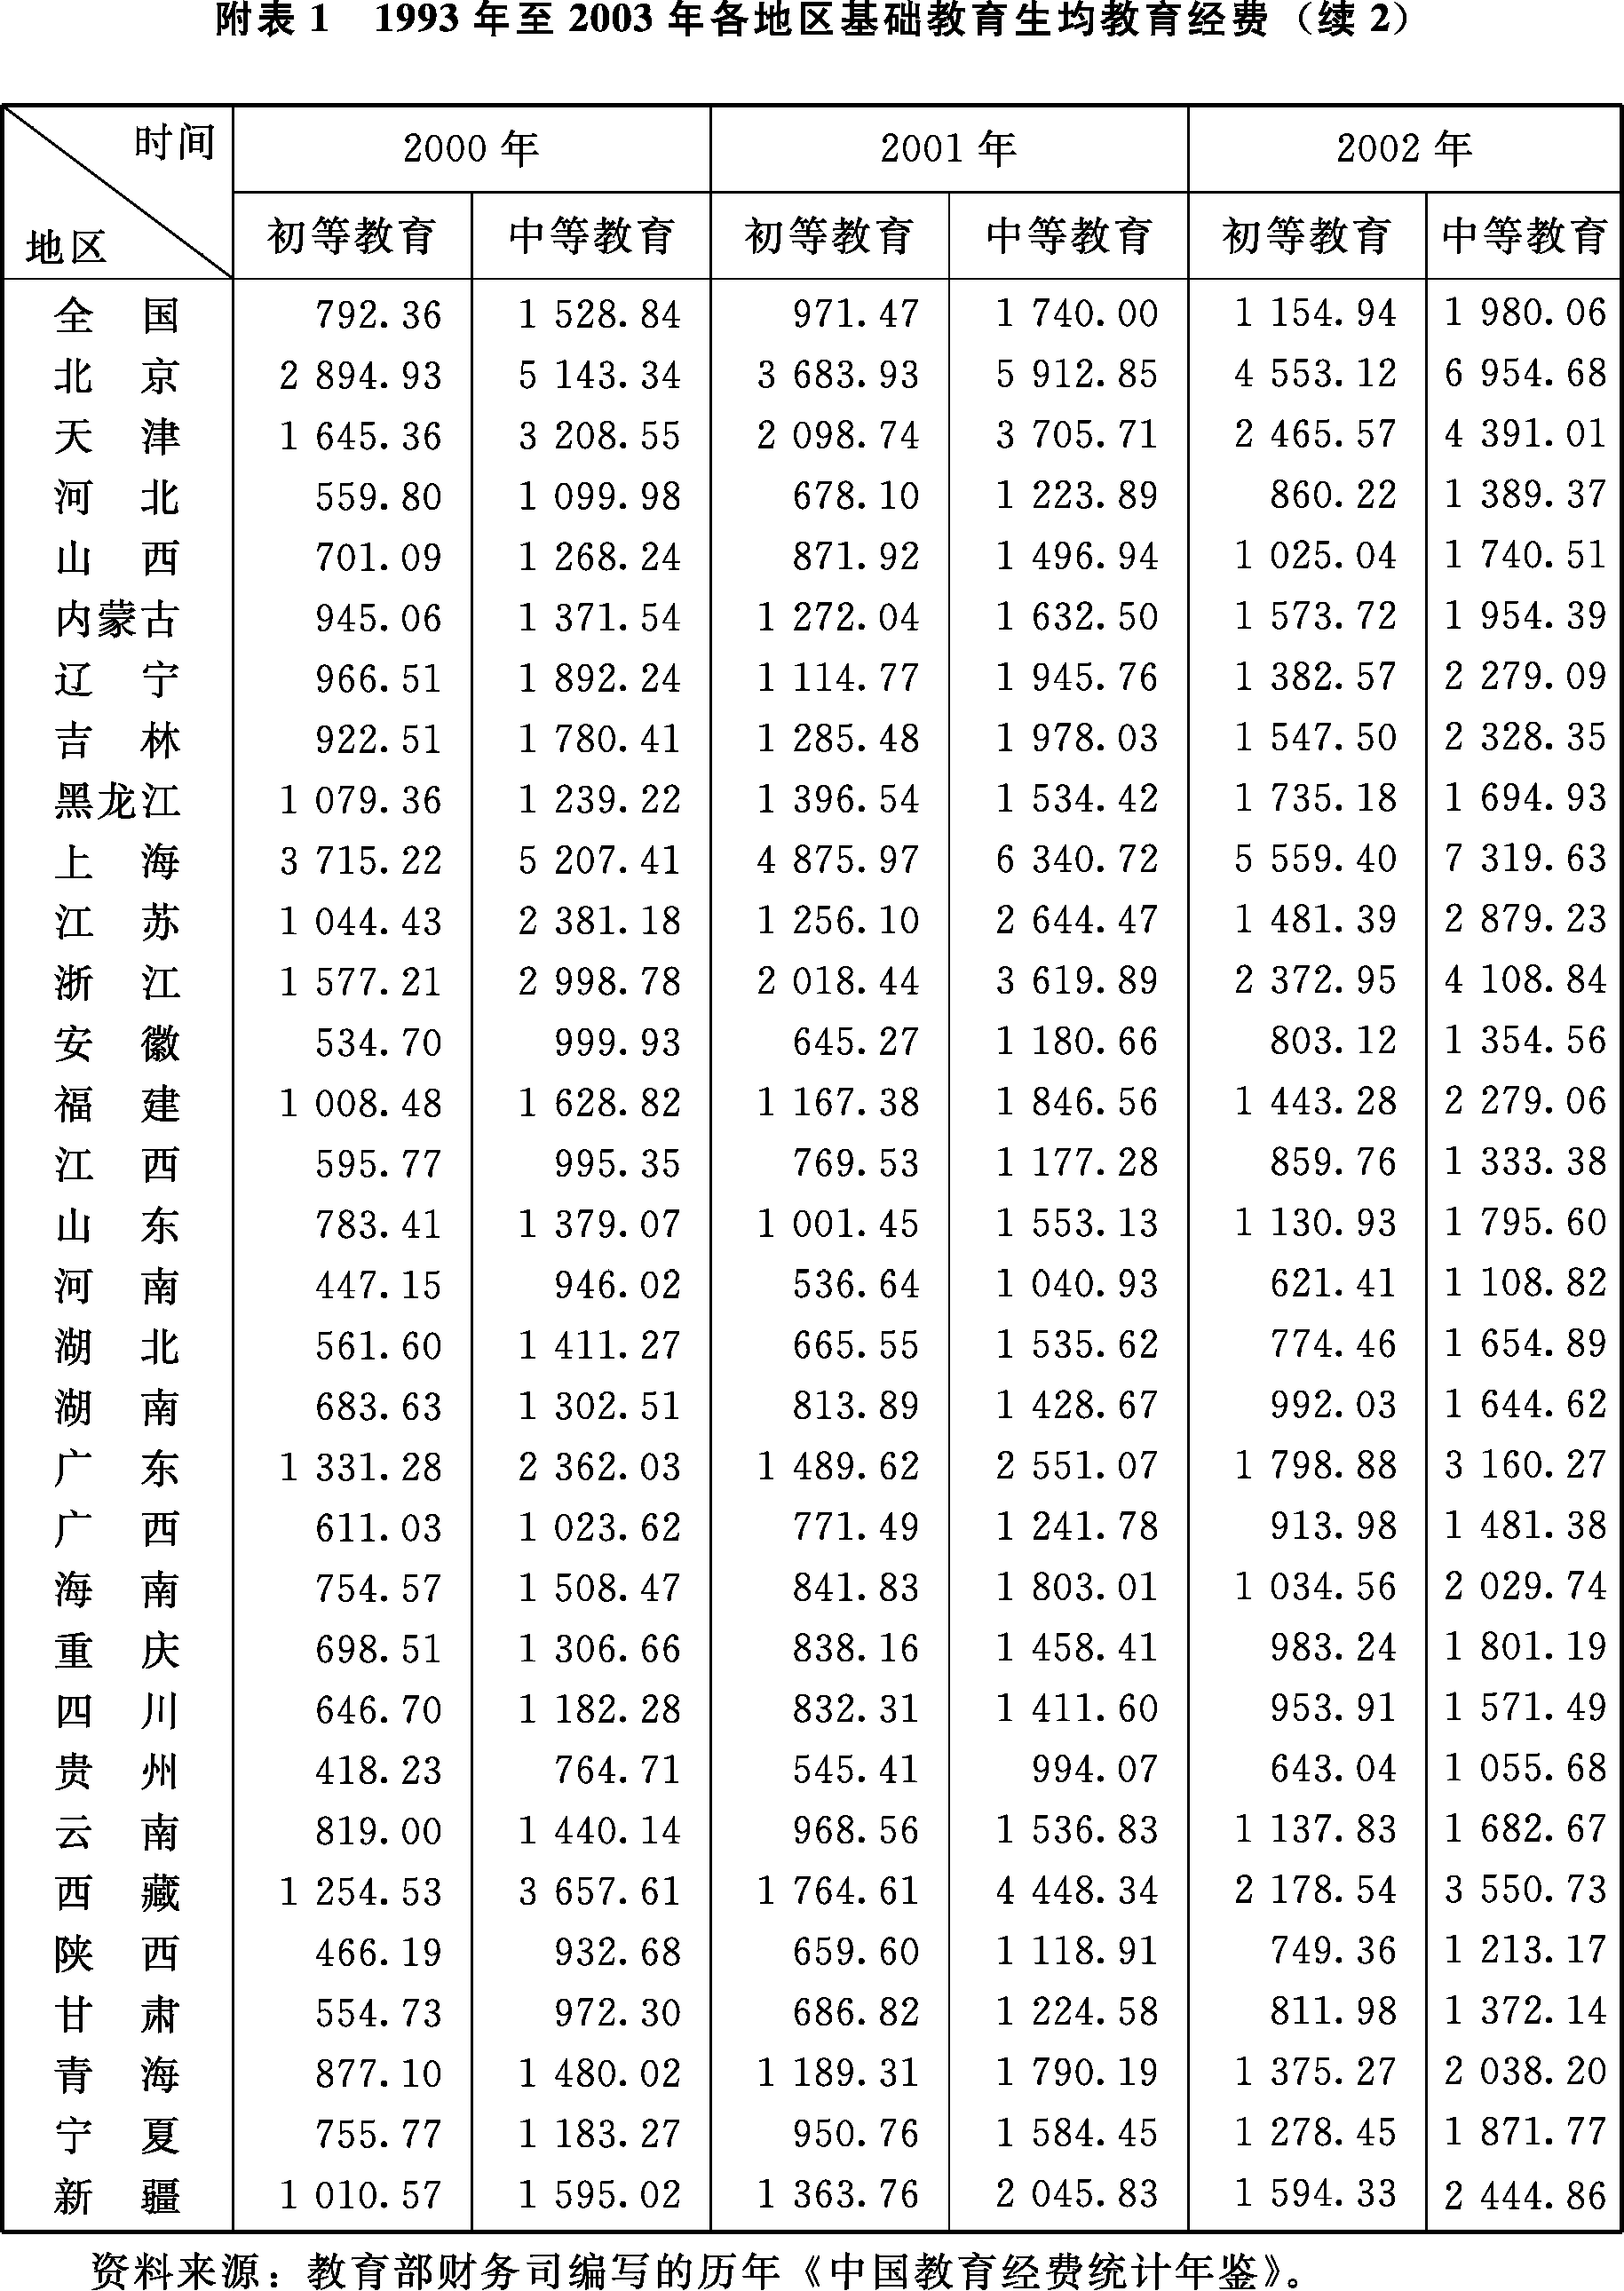 附表1 1993年至2003年各地区基础教育生均教育经费（续2）
时间 2000年 2001年 2002年
地区 初等教育 中等教育 初等教育 中等教育 初等教育 中等教育
全国 792.36 1 528.84 971.47 1 740.00 1 154.94 1 980.06
北京 2 894.93 5 143.34 3 683.93 5 912.85 4 553.12 6 954.68
天津 1 645.36 3 208.55 2 098.74 3 705.71 2 465.57 4 391.01
河北 559.80 1 099.98 678.10 1 223.89 860.22 1 389.37
山西 701.09 1 268.24 871.92 1 496.94 1 025.04 1 740.51
内蒙古 945.06 1 371.54 1 272.04 1 632.50 1 573.72 1 954.39
辽宁 966.51 1 892.24 1 114.77 1 945.76 1 382.57 2 279.09
吉林 922.51 1 780.41 1 285.48 1 978.03 1 547.50 2 328.35
黑龙江 1 079.36 1 239.22 1 396.54 1 534.42 1 735.18 1 694.93
上海 3 715.22 5 207.41 4 875.97 6 340.72 5 559.40 7 319.63
江苏 1 044.43 2 381.18 1 256.10 2 644.47 1 481.39 2 879.23
浙江 1 577.21 2 998.78 2 018.44 3 619.89 2 372.95 4 108.84
安徽 534.70 999.93 645.27 1 180.66 803.12 1 354.56
福建 1 008.48 1 628.82 1 167.38 1 846.56 1 443.28 2 279.06
江西 595.77 995.35 769.53 1 177.28 859.76 1 333.38
山东 783.41 1 379.07 1 001.45 1 553.13 1 130.93 1 795.60
河南 447.15 946.02 536.64 1 040.93 621.41 1 108.82
湖北 561.60 1 411.27 665.55 1 535.62 774.46 1 654.89
湖南 683.63 1 302.51 813.89 1 428.67 992.03 1 644.62
广东 1 331.28 2 362.03 1 489.62 2 551.07 1 798.88 3 160.27
广西 611.03 1 023.62 771.49 1 241.78 913.98 1 481.38
海南 754.57 1 508.47 841.83 1 803.01 1 034.56 2 029.74
重庆 698.51 1 306.66 838.16 1 458.41 983.24 1 801.19
四川 646.70 1 182.28 832.31 1 411.60 953.91 1 571.49
贵州 418.23 764.71 545.41 994.07 643.04 1 055.68
云南 819.00 1 440.14 968.56 1 536.83 1 137.83 1 682.67
西藏 1 254.53 3 657.61 1 764.61 4 448.34 2 178.54 3 550.73
陕西 466.19 932.68 659.60 1 118.91 749.36 1 213.17
甘肃 554.73 972.30 686.82 1 224.58 811.98 1 372.14
青海 877.10 1 480.02 1 189.31 1 790.19 1 375.27 2 038.20
宁夏 755.77 1 183.27 950.76 1 584.45 1 278.45 1 871.77
新疆 1 010.57 1 595.02 1 363.76 2 045.83 1 594.33 2 444.86
资料来源：教育部财务司编写的历年《中国教育经费统计年鉴》。